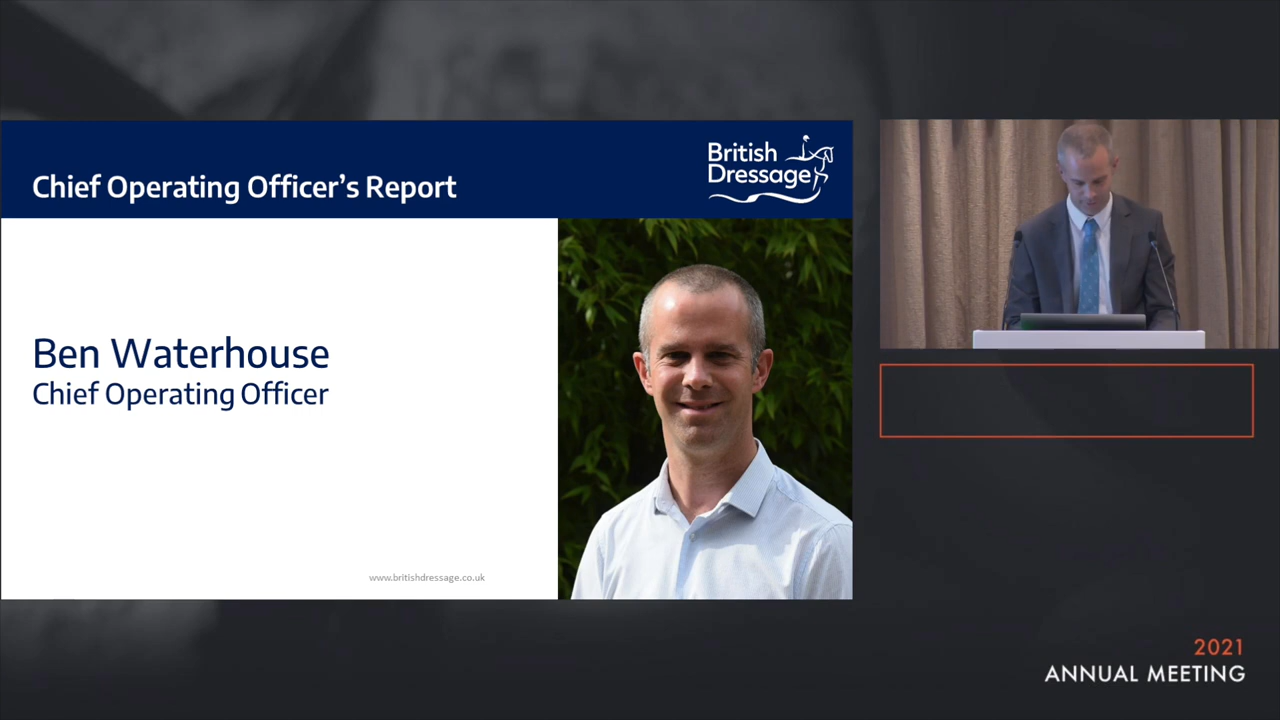 Chief Operating Officer's Report
British
Dressage
Ben Waterhouse
Chief Operating Officer
www.britishdressage.co.uk
2021
ANNUAL MEETING